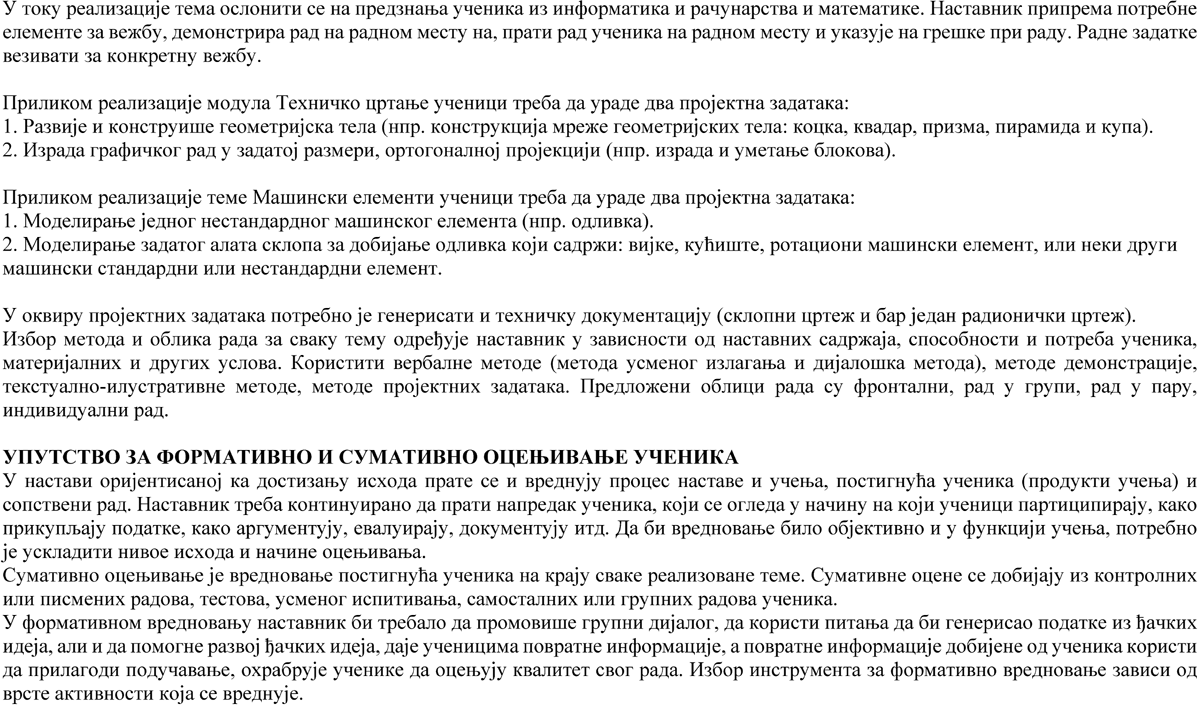 У току реализације тема ослонити се на предзнања ученика из информатика и рачунарства и математике. Наставник припрема потребне
елементе за вежбу, демонстрира рад на радном месту на, прати рад ученика на радном месту и указује на грешке при раду. Радне задатке
везивати за конкретну вежбу.
Приликом реализације модула Техничко цртање ученици треба да ураде два пројектна задатака:
1. Развије и конструише геометријска тела (нпр. конструкција мреже геометријских тела: коцка, квадар, призма, пирамида и купа).
2. Израда графичког рад у задатој размери, ортогоналној пројекцији (нпр. израда и уметање блокова).
Приликом реализације теме Машински елементи ученици треба да ураде два пројектна задатака:
1. Моделирање једног нестандардног машинског елемента (нпр. одливка).
2. Моделирање задатог алата склопа за добијање одливка који садржи: вијке, кућиште, ротациони машински елемент, или неки други
машински стандардни или нестандардни елемент.
У оквиру пројектних задатака потребно је генерисати и техничку документацију (склопни цртеж и бар један радионички цртеж).
Избор метода и облика рада за сваку тему одређује наставник у зависности од наставних садржаја, способности и потреба ученика,
материјалних и других услова. Користити вербалне методе (метода усменог излагања и дијалошка метода), методе демонстрације,
текстуално-илустративне методе, методе пројектних задатака. Предложени облици рада су фронтални, рад у групи, рад у пару,
индивидуални рад.
УПУТСТВО ЗА ФОРМАТИВНО И СУМАТИВНО ОЦЕЊИВАЊЕ УЧЕНИКА
У настави оријентисаној ка достизању исхода прате се и вреднују процес наставе и учења, постигнућа ученика (продукти учења) и
сопствени рад. Наставник треба континуирано да прати напредак ученика, који се огледа у начину на који ученици партиципирају, како
прикупљају податке, како аргументују, евалуирају, документују итд. Да би вредновање било објективно и у функцији учења, потребно
је ускладити нивое исхода и начине оцењивања.
Сумативно оцењивање је вредновање постигнућа ученика на крају сваке реализоване теме. Сумативне оцене се добијају из контролних
или писмених радова, тестова, усменог испитивања, самосталних или групних радова ученика.
У формативном вредновању наставник би требало да промовише групни дијалог, да користи питања да би генерисао податке из ђачких
идеја, али и да помогне развој ђачких идеја, даје ученицима повратне информације, а повратне информације добијене од ученика користи
да прилагоди подучавање, охрабрује ученике да оцењују квалитет свог рада. Избор инструмента за формативно вредновање зависи од
врсте активности која се вреднује.